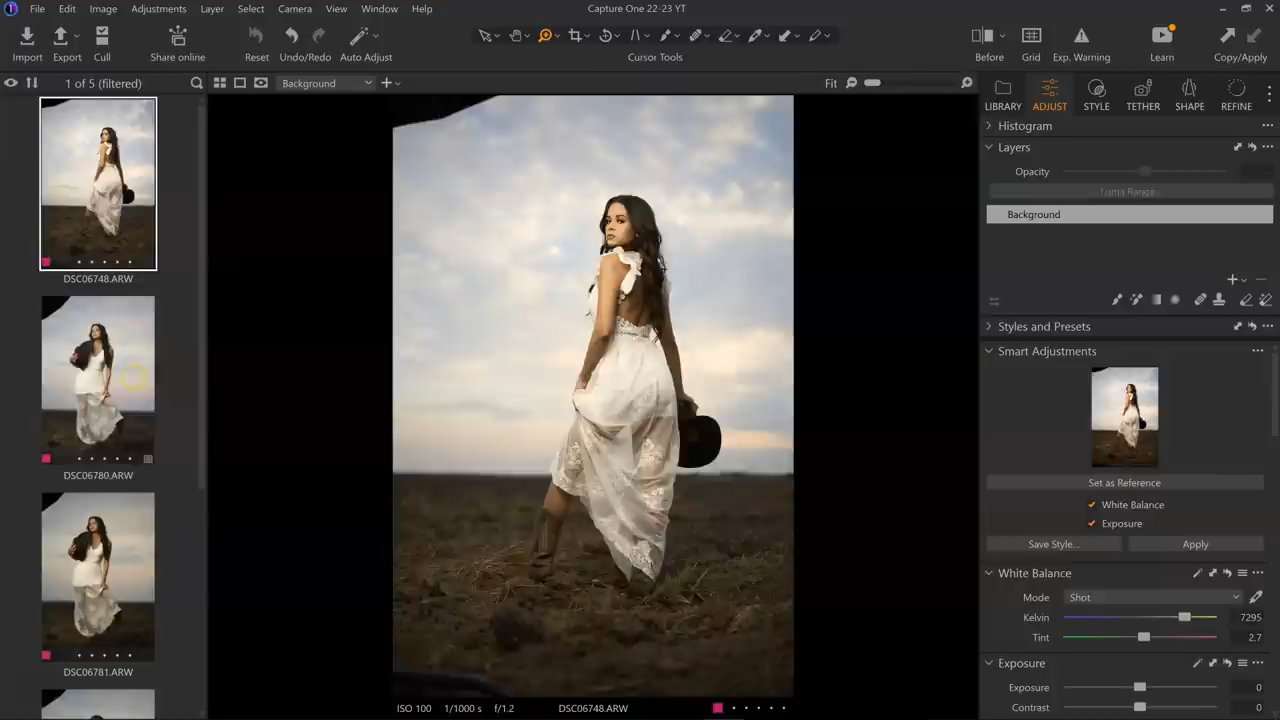 File Edit Image Adjustments Layer Select Camera View Window Help Capture One 22-23 YT
Import Export Cull Share online Reset Undo/Redo Auto Adjust Cursor Tools Before Grid Exp. Warning Learn Copy/Apply
1 of 5 (filtered) Background Fit
LIBRARY ADJUST STYLE TETHER SHAPE REFINE
Histogram
Layers
Opacity
Luma Range...
Background
DSC06748.ARW
Styles and Presets
Smart Adjustments
DSC06780.ARW
Set as Reference
White Balance
Exposure
Save Style... Apply
White Balance
Mode Shot
Kelvin 7295
Tint 2.7
DSC06781.ARW
Exposure
Exposure 0
Contrast 0
ISO 100 1/1000 s f/1.2 DSC06748.ARW